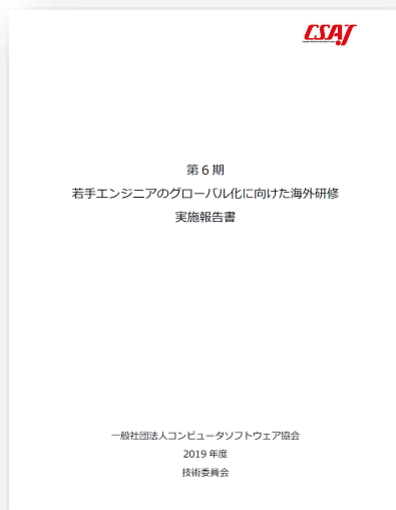 CSAJ
第6期
若手エンジニアのグローバル化に向けた海外研修
実施報告書
一般社団法人コンピュータソフトウェア協会
2019 年度
技術委員会